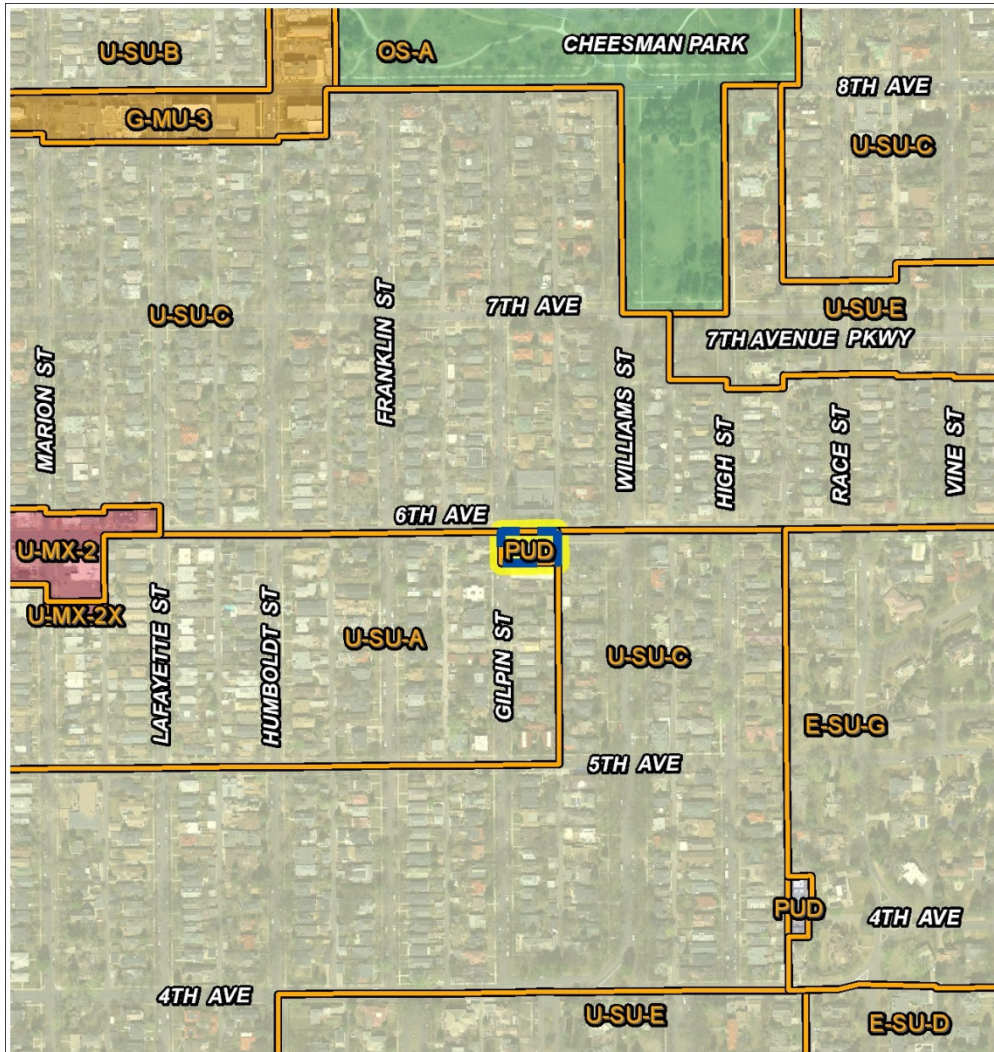 U-SU-B
OS-A
CHEESMAN PARK
8TH AVE
G-MU-3
U-SU-C
U-SU-C
FRANKLIN ST
7TH AVE
U-SU-E
7TH AVENUE PKWY
MARION ST
WILLIAMS ST
HIGH ST
RACE ST
VINE ST
6TH AVE
U-MX-2
PUD
U-MX-2X
LAFAYETTE ST
HUMBOLDT ST
U-SU-A
GILPIN ST
U-SU-C
E-SU-G
5TH AVE
PUD
4TH AVE
4TH AVE
U-SU-E
E-SU-D